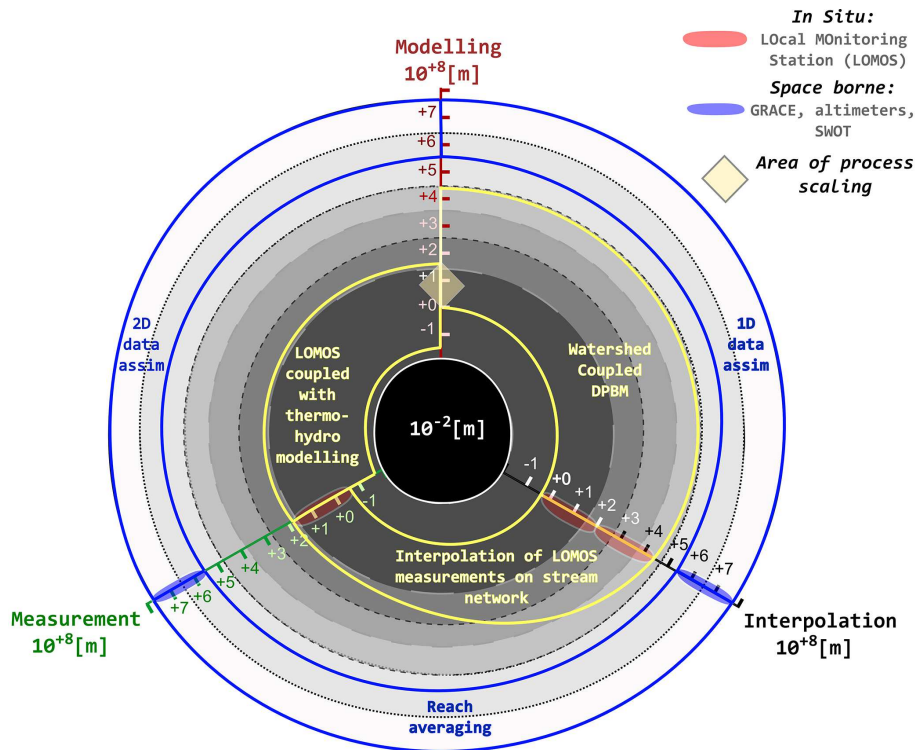 In Situ:
LOcal MOnitoring
Station (LOMOS)
Space borne:
GRACE, altimeters,
SWOT
Area of process
scaling
Modelling
10+8[m]
+7
+6
+5
+4
+3
+2
+1
+0
-1
2D
data
assim
1D
data
assim
LOMOS
coupled
with
thermo-
hydro
modelling
Watershed
Coupled
DPBM
10-2[m]
-1
+0
+1
+2
+3
+4
+5
+6
+7
-1
+0
+1
+2
+3
+4
+5
+6
+7
Interpolation of LOMOS
measurements on stream
network
Measurement
10+8[m]
Interpolation
10+8[m]
Reach
averaging